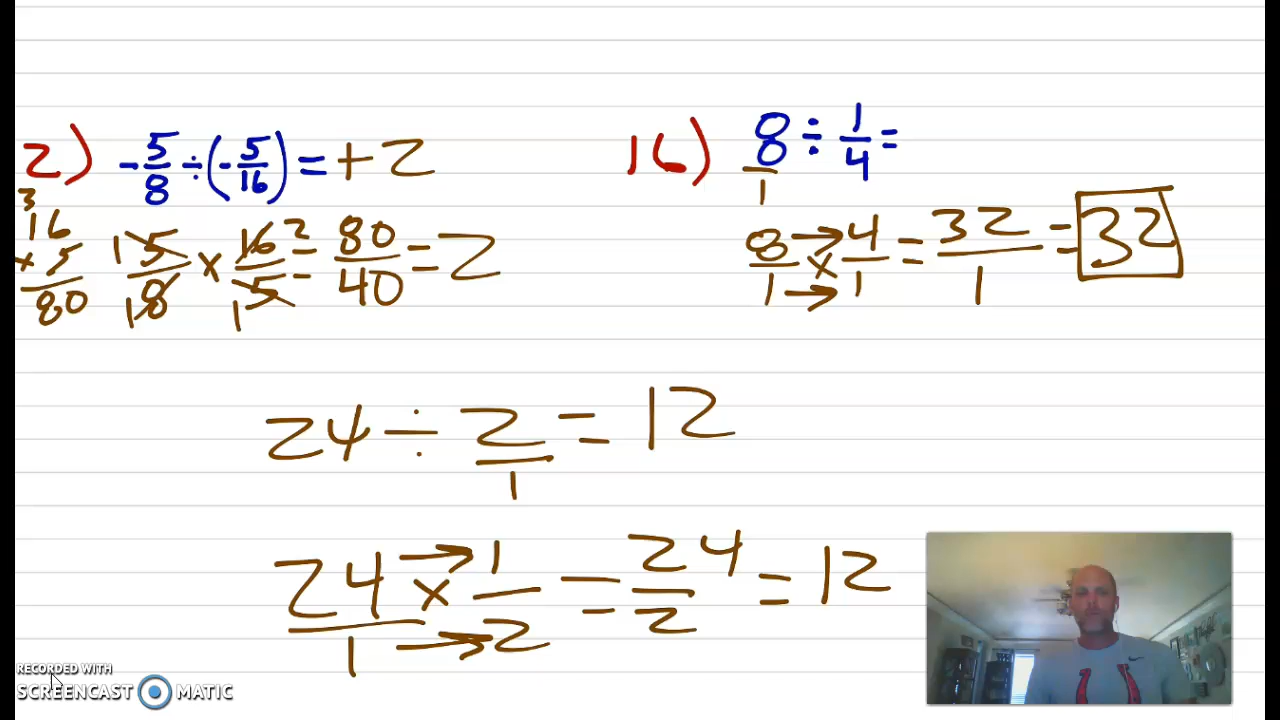 2) -5/8 ÷ (-5/16) = +2
3
16
× 5
80
1 5/8 1 × 16/5 2 1 = 80/40 = 2
16) 8/1 ÷ 1/4 =
8/1 → × → 4/1 = 32/1 = 32
24 ÷ 2/1 = 12
24/1 → × → 1/2 = 24/2 = 12
RECORDED WITH
SCREENCAST MATIC